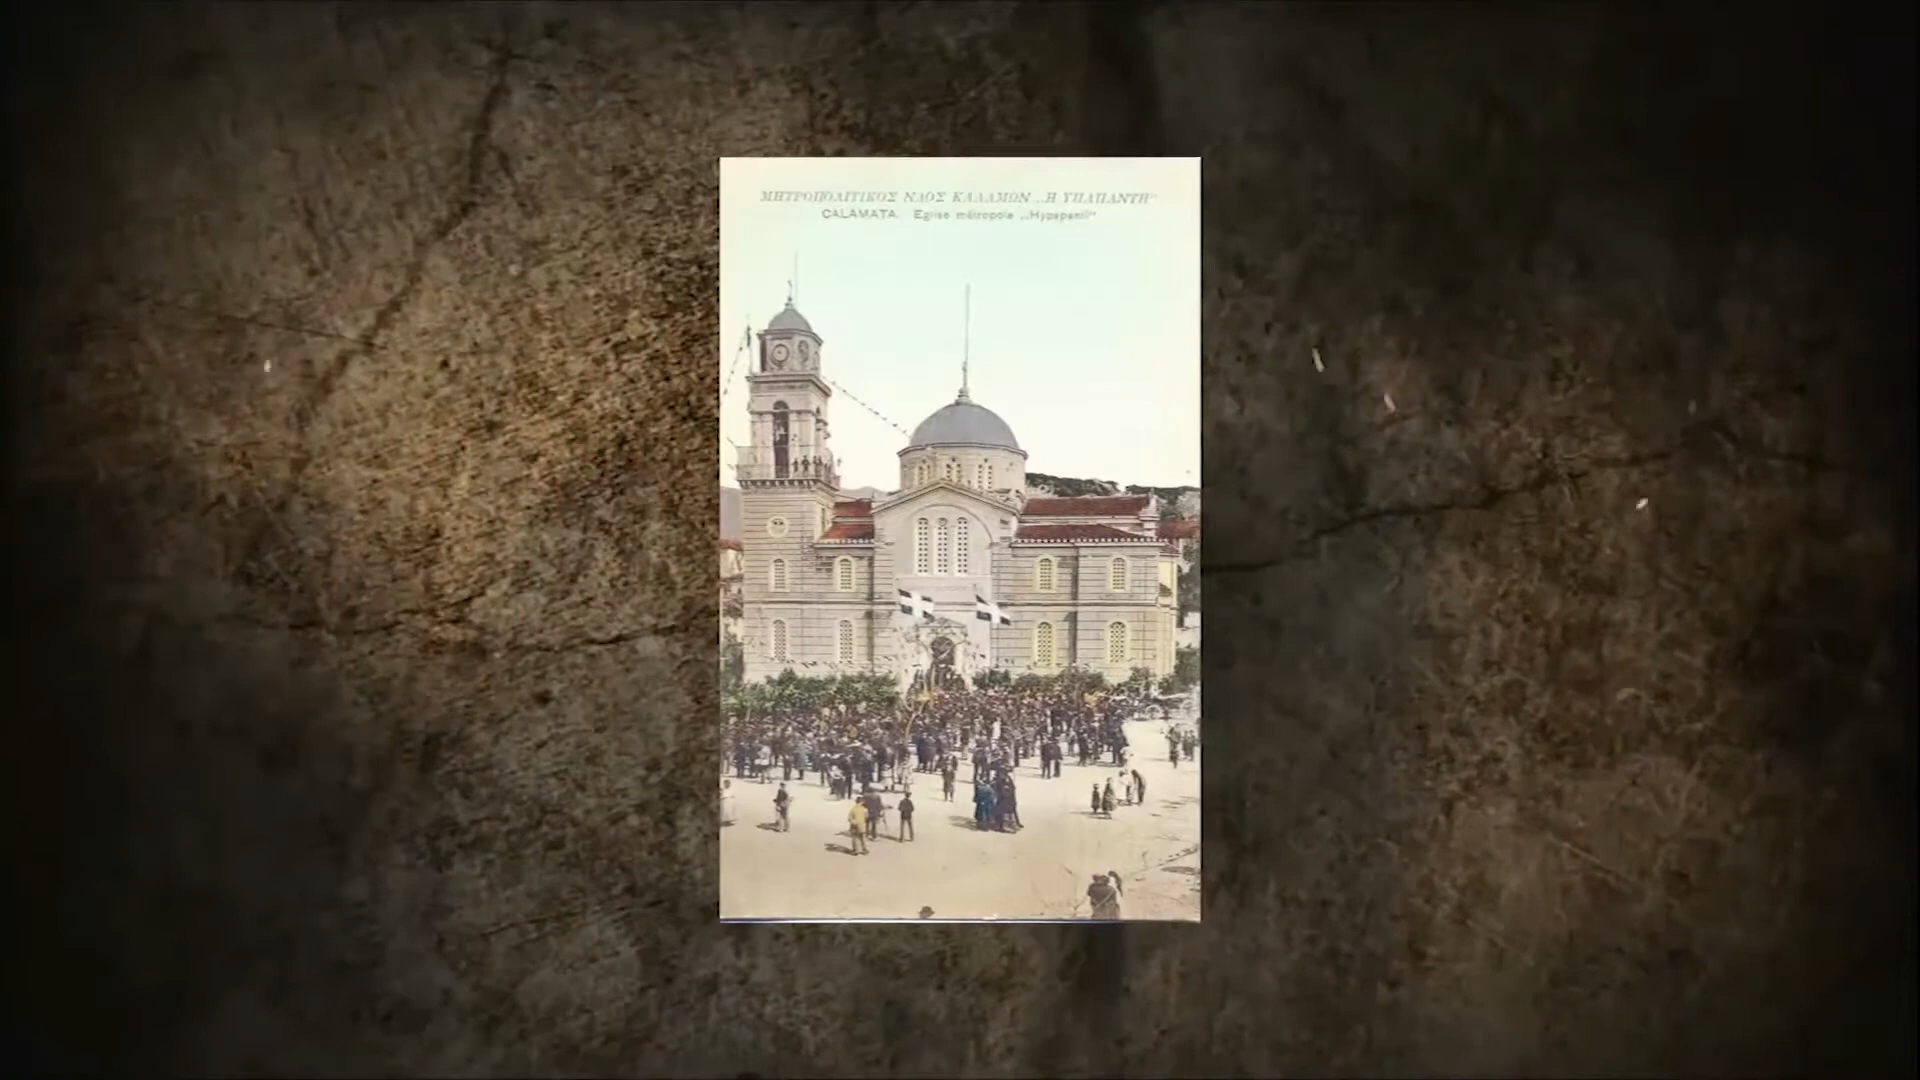 ΜΗΤΡΟΠΟΛΙΤΙΚΟΣ ΝΑΟΣ ΚΑΛΑΜΩΝ ,,Η ΥΠΑΠΑΝΤΗ“
CALAMATA. Eglise métropole ,,Hypapanti“